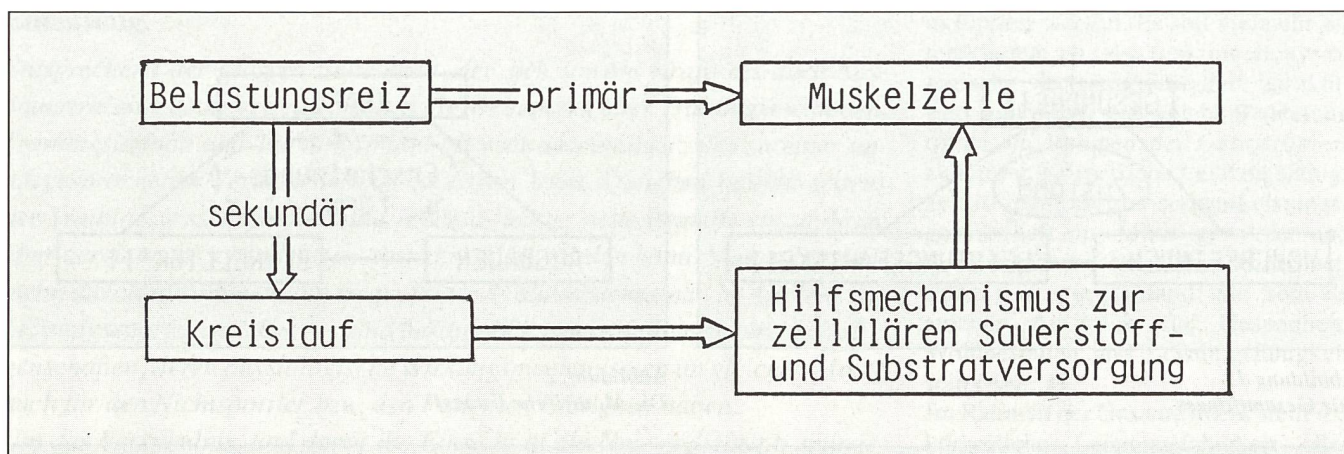 Belastungsreiz
primär
Muskelzelle
sekundär
Kreislauf
Hilfsmechanismus zur
zellulären Sauerstoff
und Substratversorgung